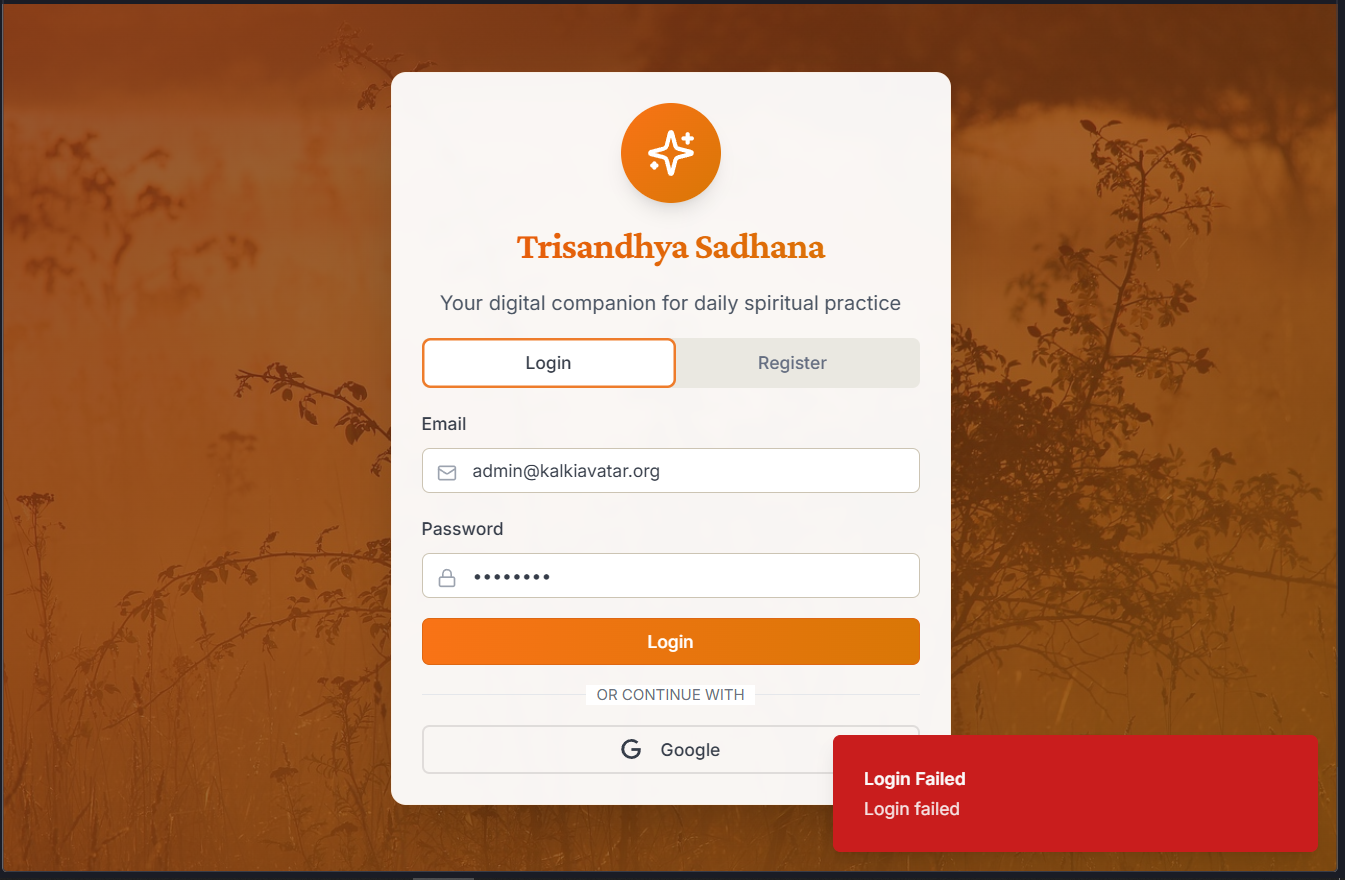 Trisandhya Sadhana
Your digital companion for daily spiritual practice
Login
Register
Email
admin@kalkiavatar.org
Password
••••••••
Login
OR CONTINUE WITH
Google
Login Failed
Login failed